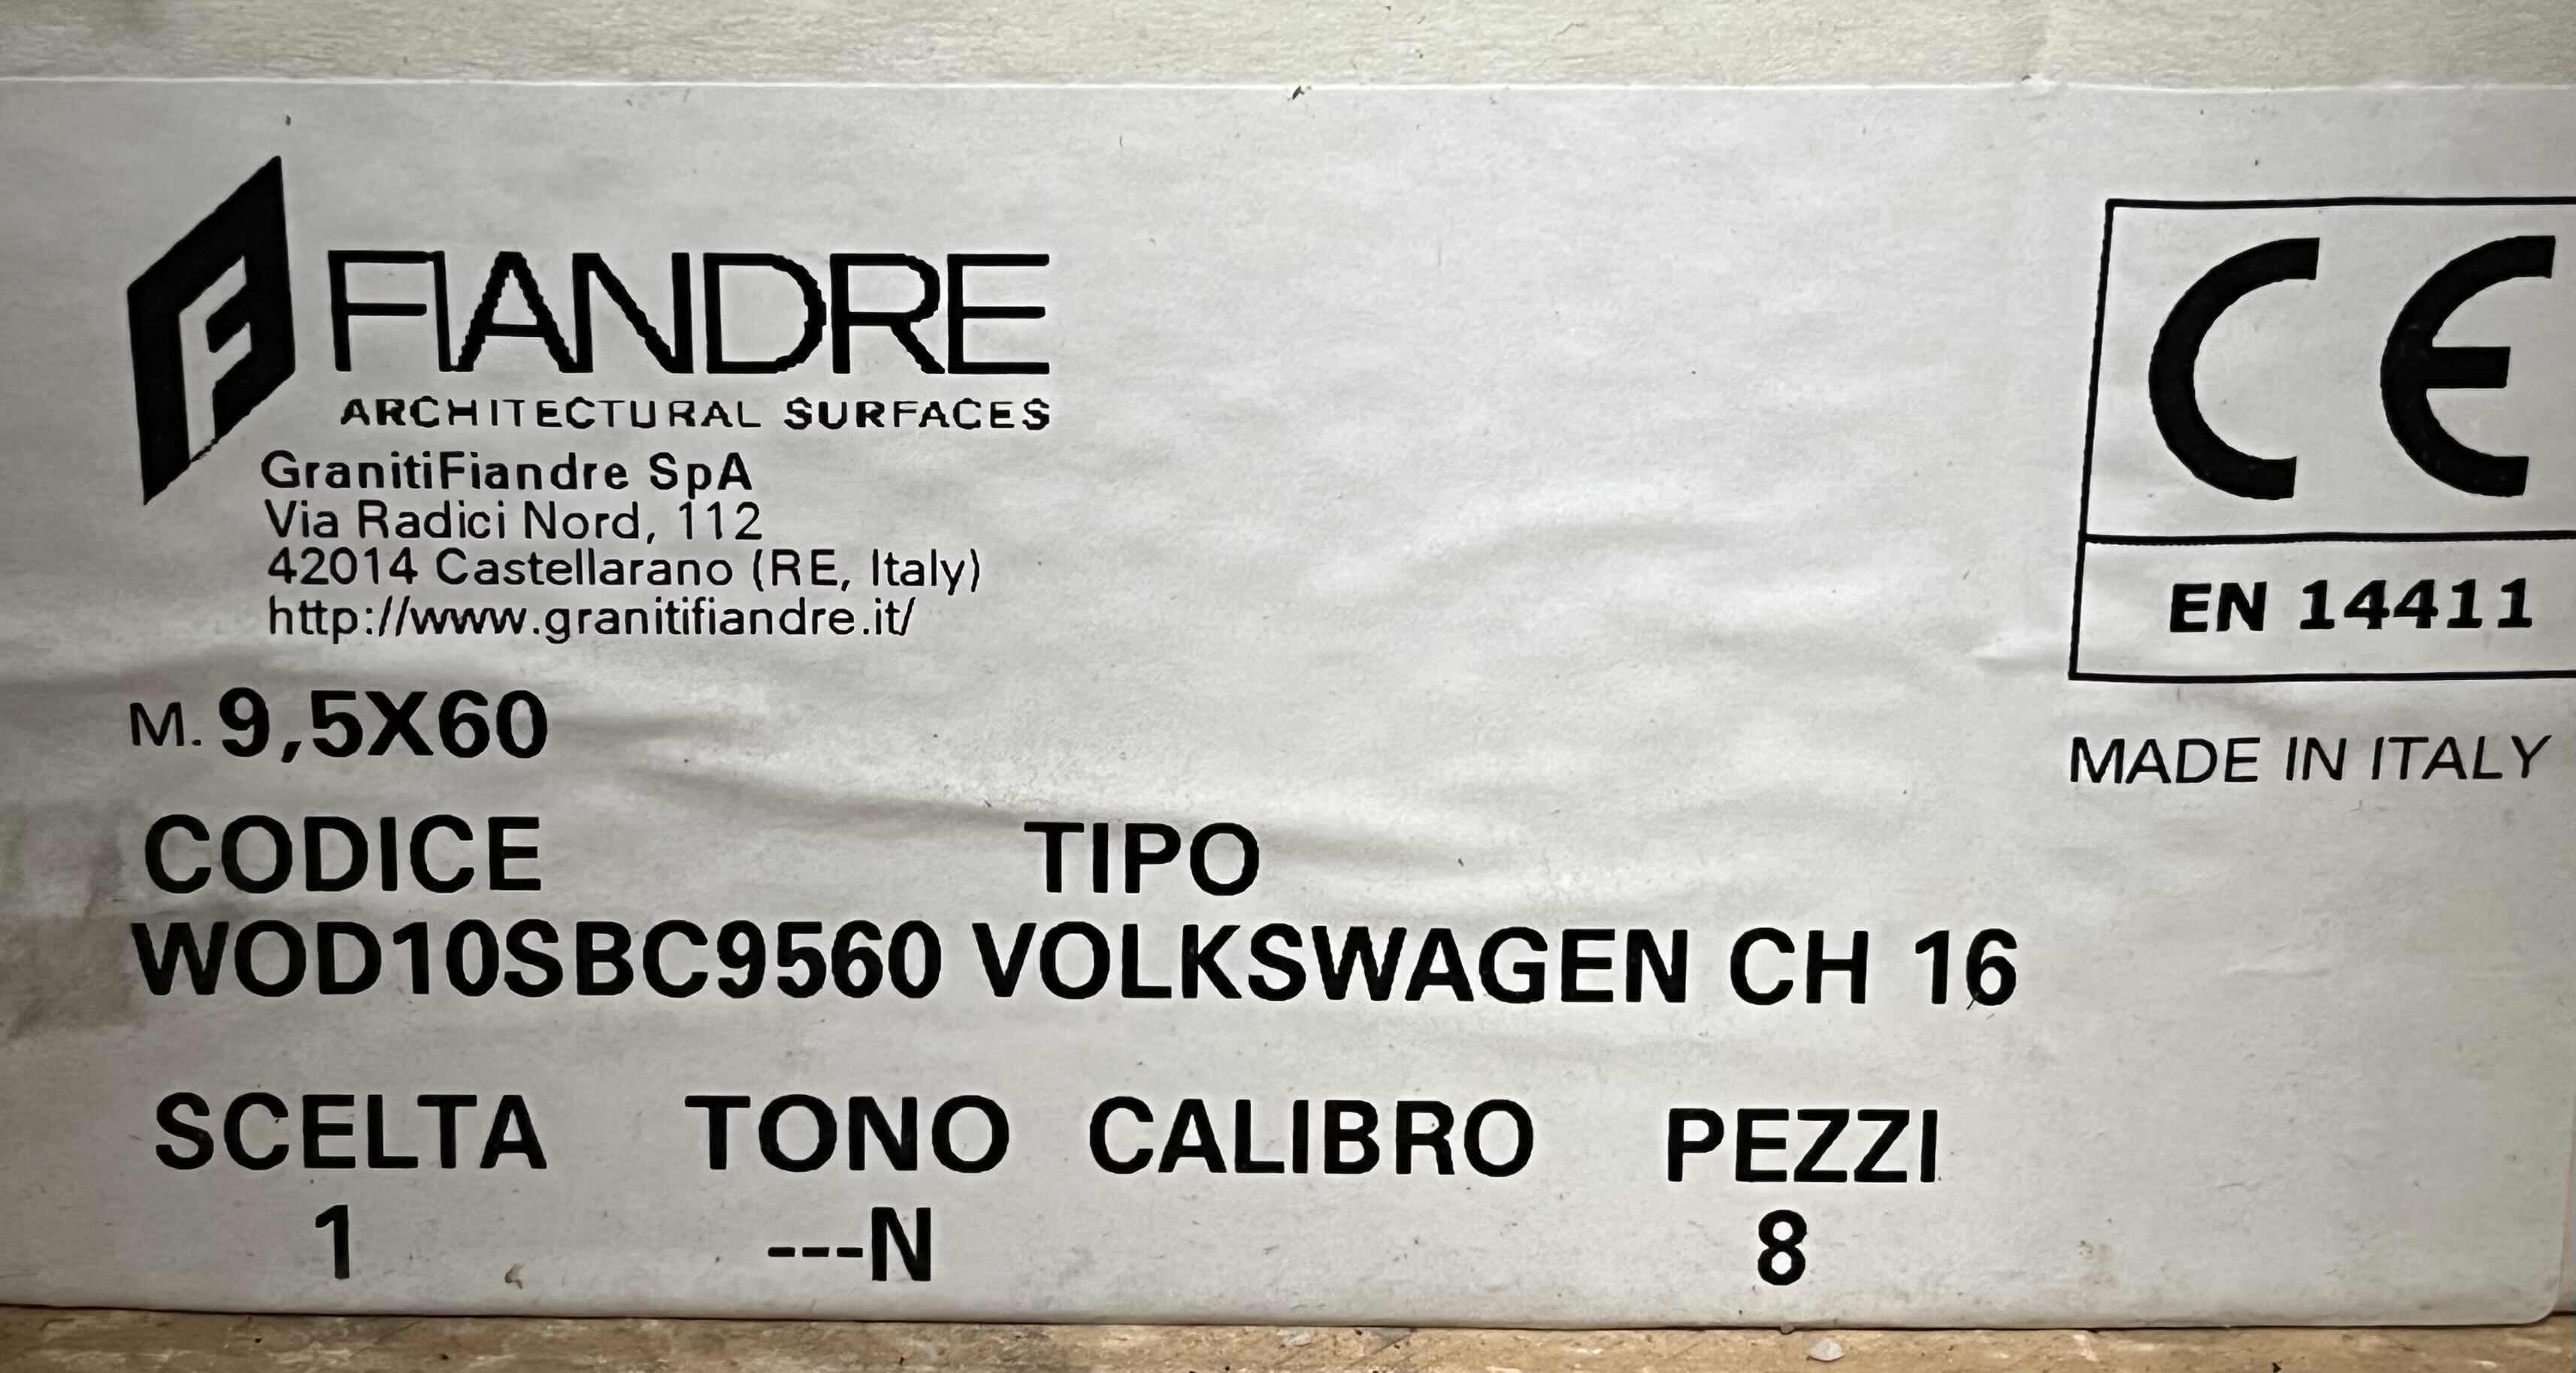 FIANDRE
ARCHITECTURAL SURFACES
GranitiFiandre SpA
Via Radici Nord, 112
42014 Castellarano (RE, Italy)
http://www.granitifiandre.it/
CE
EN 14411
MADE IN ITALY
M. 9,5X60
CODICE TIPO
WOD10SBC9560 VOLKSWAGEN CH 16
SCELTA TONO CALIBRO PEZZI
1 ---N 8